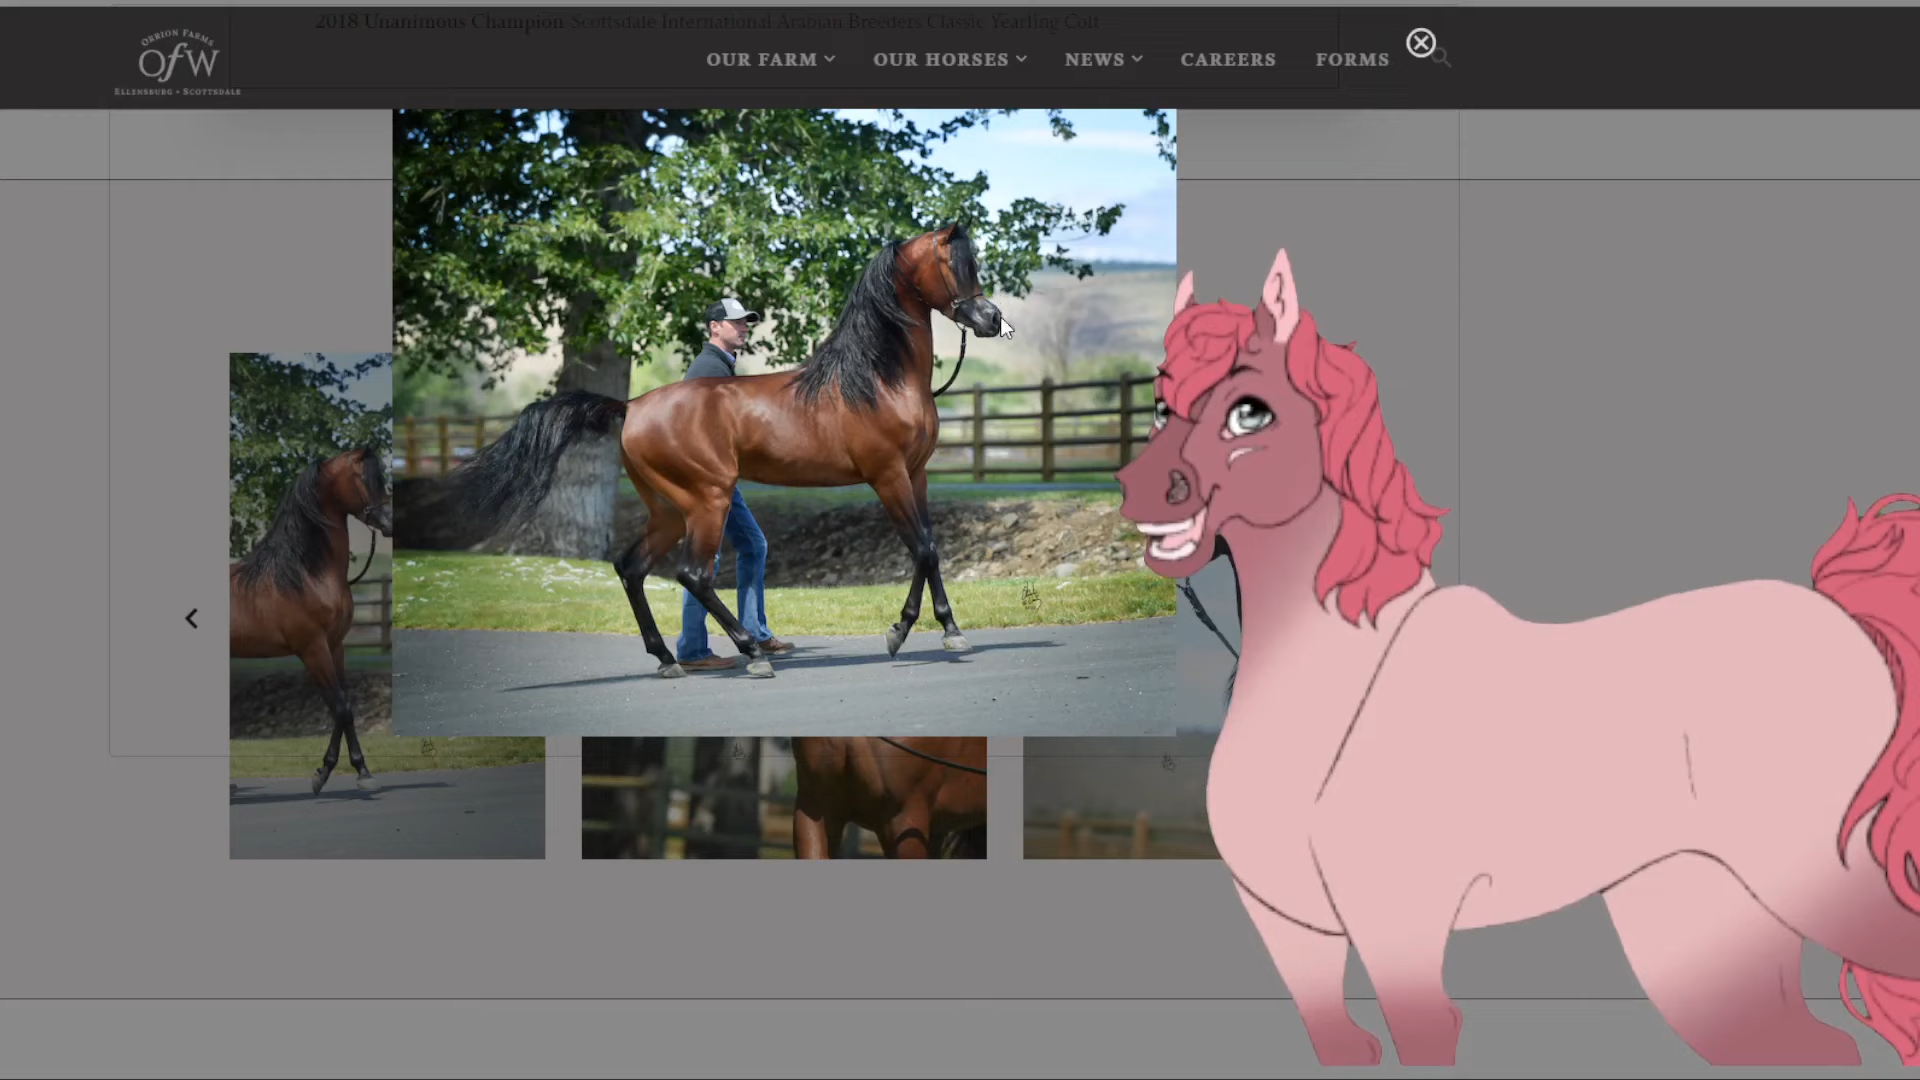 2018 Unanimous Champion Scottsdale International Arabian Breeders Classic Yearling Colt
ORRION FARMS
OFW
ELLENSBURG • SCOTTSDALE
OUR FARM
OUR HORSES
NEWS
CAREERS
FORMS